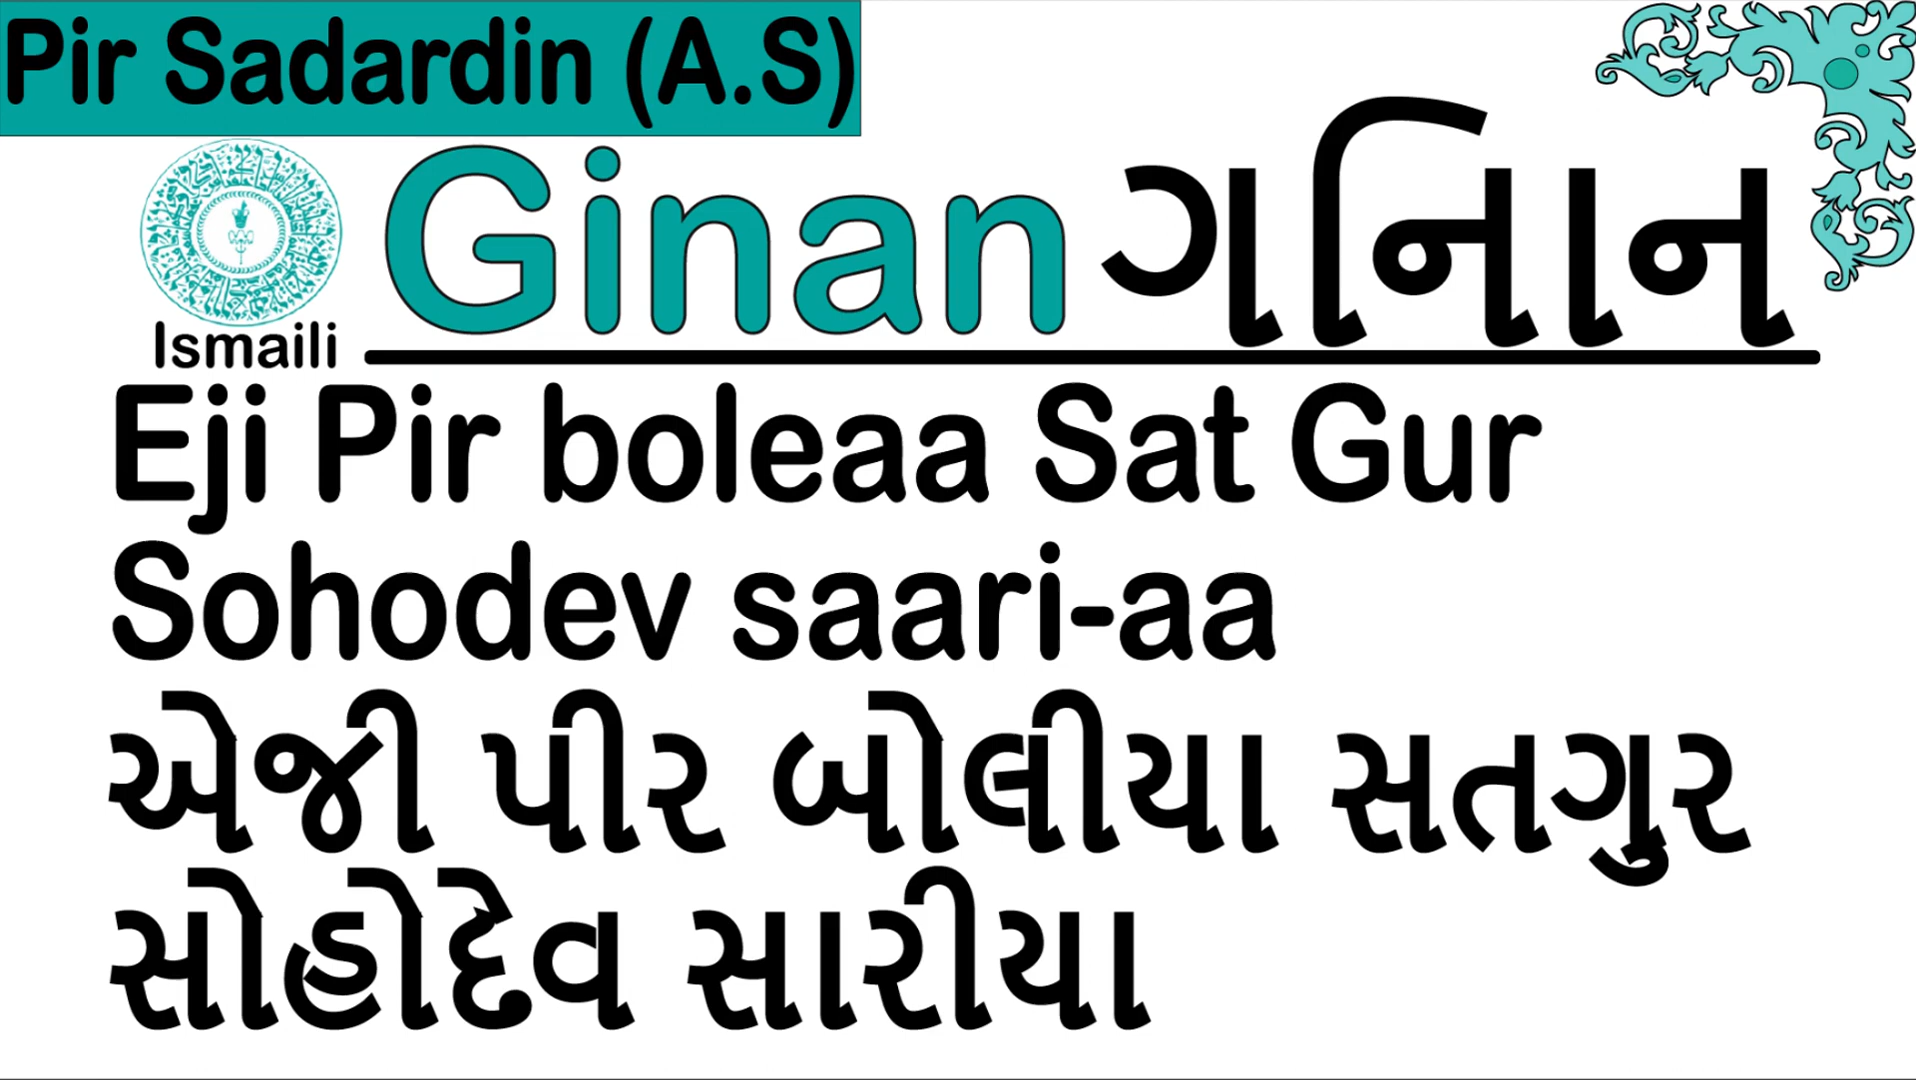 Pir Sadardin (A.S)
Ginan ગનિાન
Ismaili
Eji Pir boleaa Sat Gur
Sohodev saari-aa
એજી પીર બોલીયા સતગુર
સોહોદેવ સારીયા